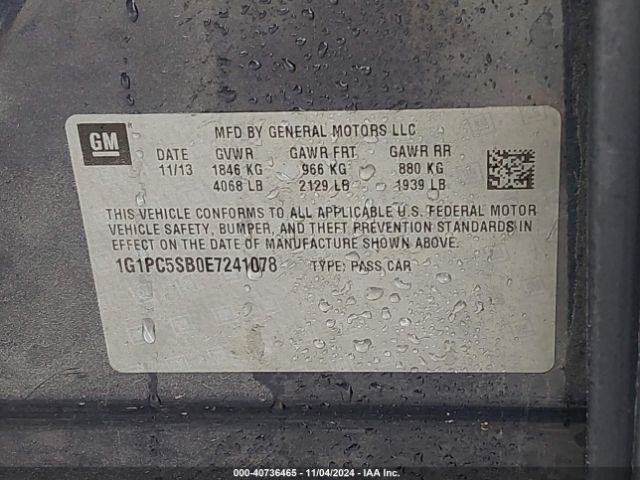 GM
MFD BY GENERAL MOTORS LLC
DATE GVWR GAWR FRT GAWR RR
11/13 1846 KG 966 KG 880 KG
4068 LB 2129 LB 1939 LB
THIS VEHICLE CONFORMS TO ALL APPLICABLE U.S. FEDERAL MOTOR
VEHICLE SAFETY, BUMPER, AND THEFT PREVENTION STANDARDS IN
EFFECT ON THE DATE OF MANUFACTURE SHOWN ABOVE.
1G1PC5SB0E7241078 TYPE: PASS CAR
000-40736465 - 11/04/2024 - IAAI.COM